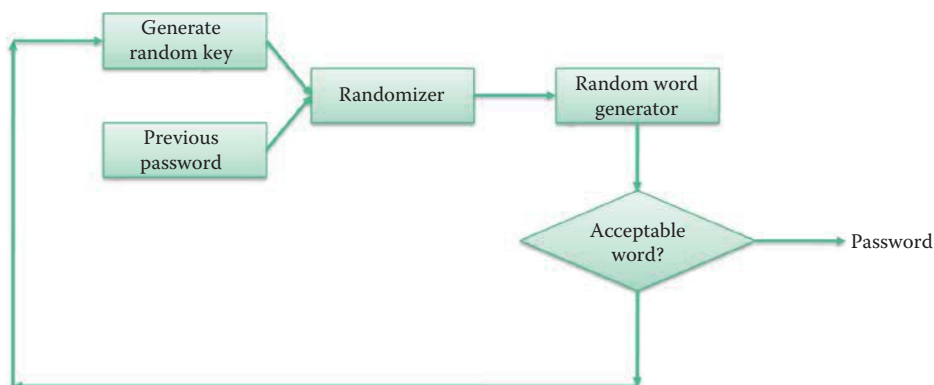 Generate
random key
Randomizer
Random word
generator
Previous
password
Acceptable
word?
Password